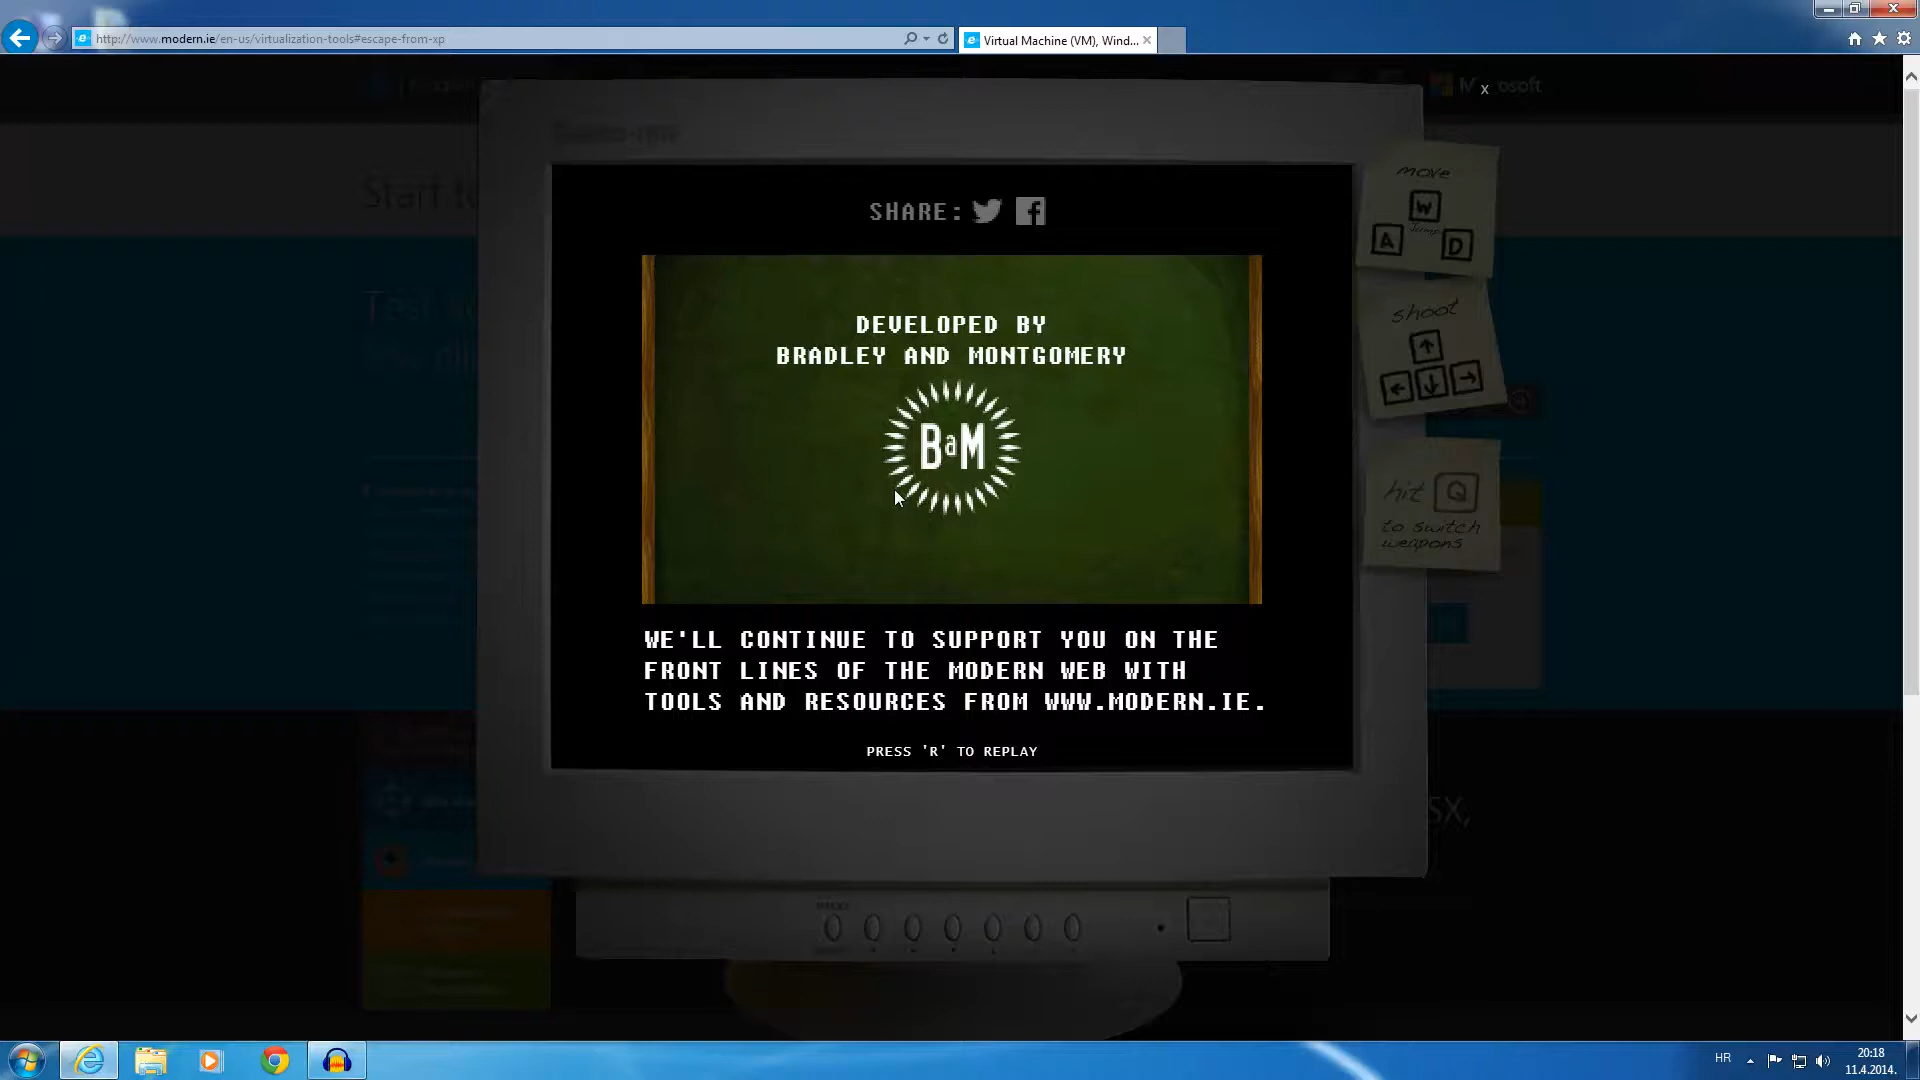 http://www.modern.ie/en-us/virtualization-tools#escape-from-xp
Virtual Machine (VM), Wind...
x
SHARE:
DEVELOPED BY
BRADLEY AND MONTGOMERY
BaM
WE'LL CONTINUE TO SUPPORT YOU ON THE
FRONT LINES OF THE MODERN WEB WITH
TOOLS AND RESOURCES FROM WWW.MODERN.IE.
PRESS 'R' TO REPLAY
move
W
Jump
A D
shoot
hit Q
to switch
weapons
HR
20:18
11.4.2014.